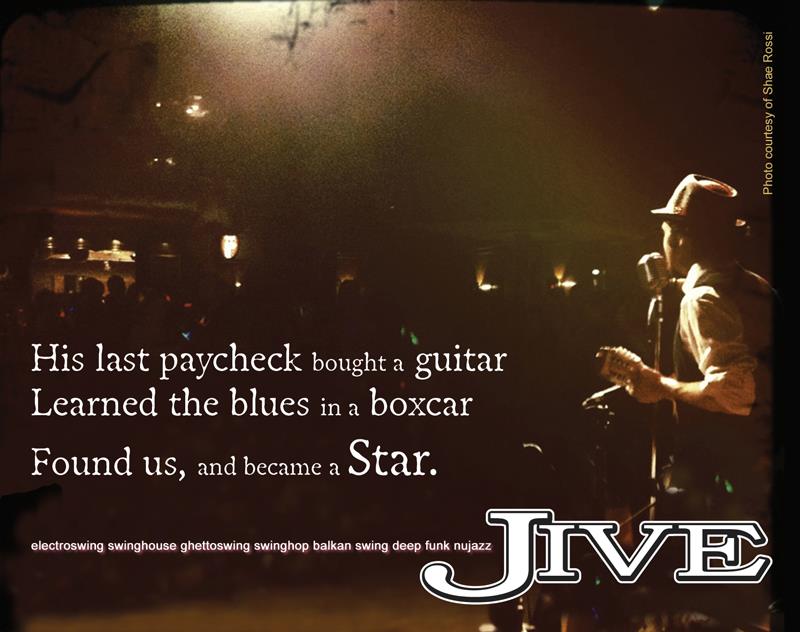 Photo courtesy of Shae Rossi
His last paycheck bought a guitar
Learned the blues in a boxcar
Found us, and became a Star.
electroswing swinghouse ghettoswing swinghop balkan swing deep funk nujazz
JIVE